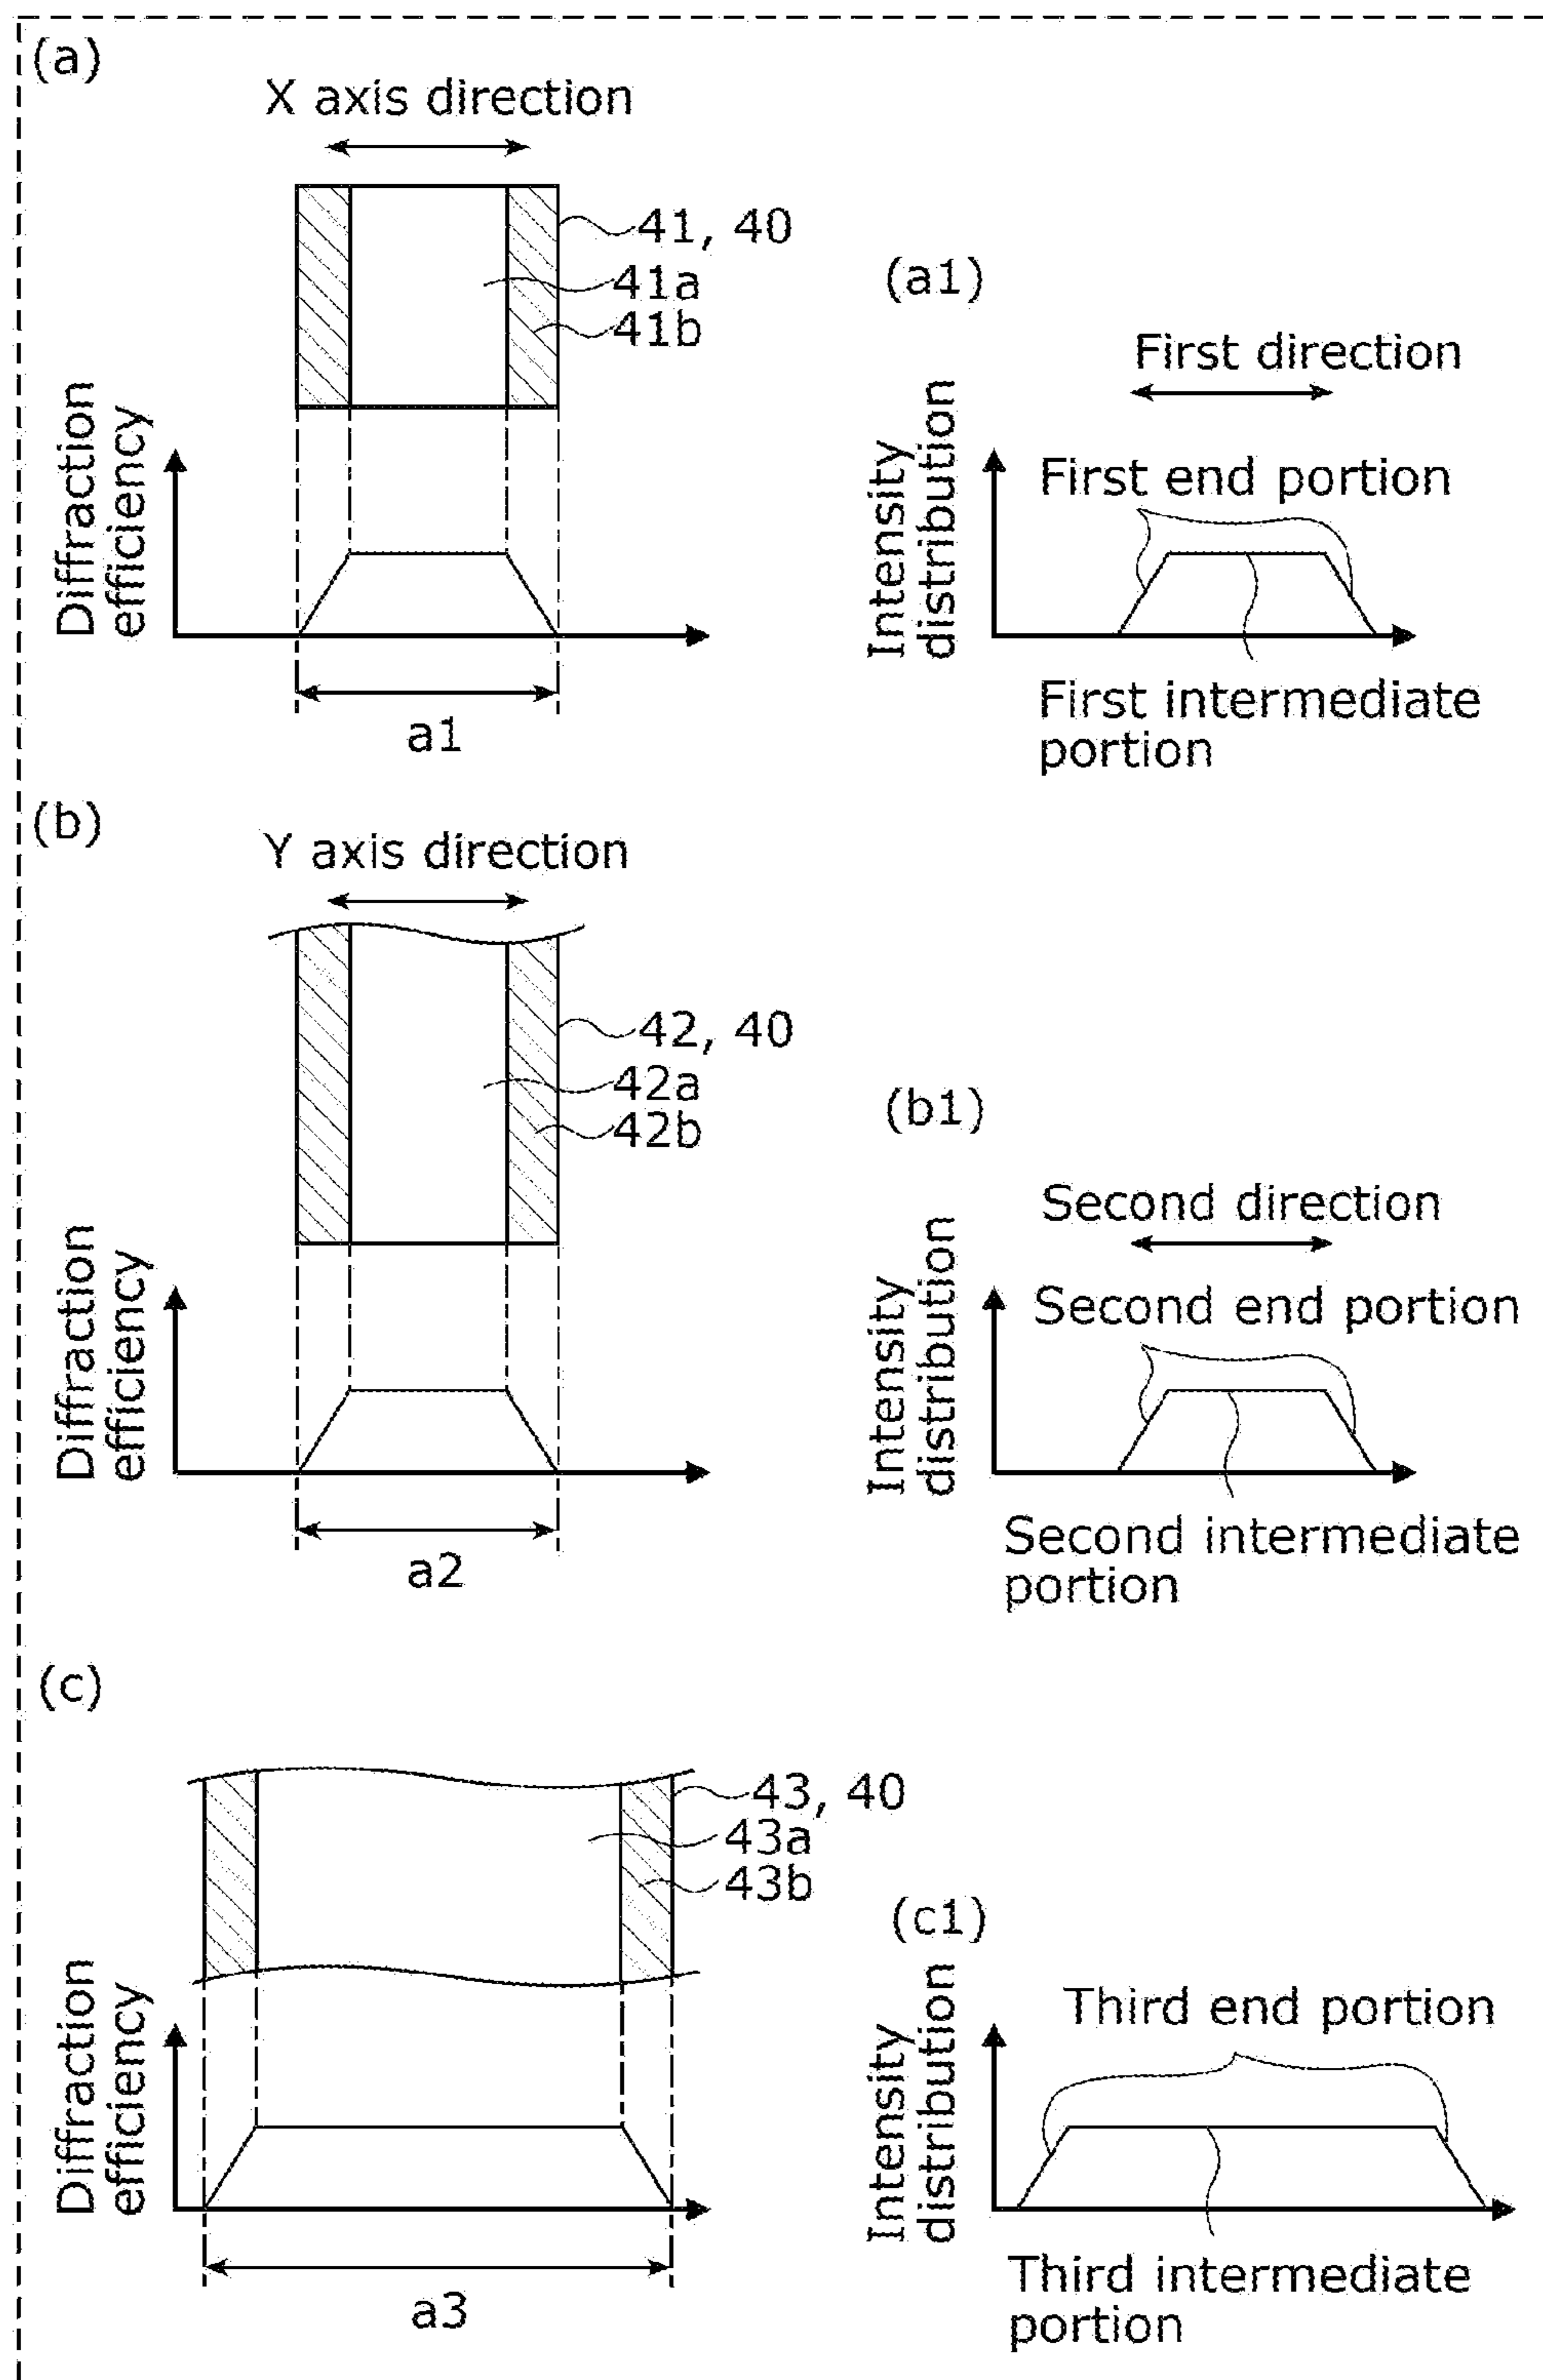 (a)
X axis direction
41, 40
41a
41b
Diffraction
efficiency
a1
(a1)
First direction
Intensity
distribution
First end portion
First intermediate
portion
(b)
Y axis direction
42, 40
42a
42b
Diffraction
efficiency
a2
(b1)
Second direction
Intensity
distribution
Second end portion
Second intermediate
portion
(c)
43, 40
43a
43b
Diffraction
efficiency
a3
(c1)
Intensity
distribution
Third end portion
Third intermediate
portion